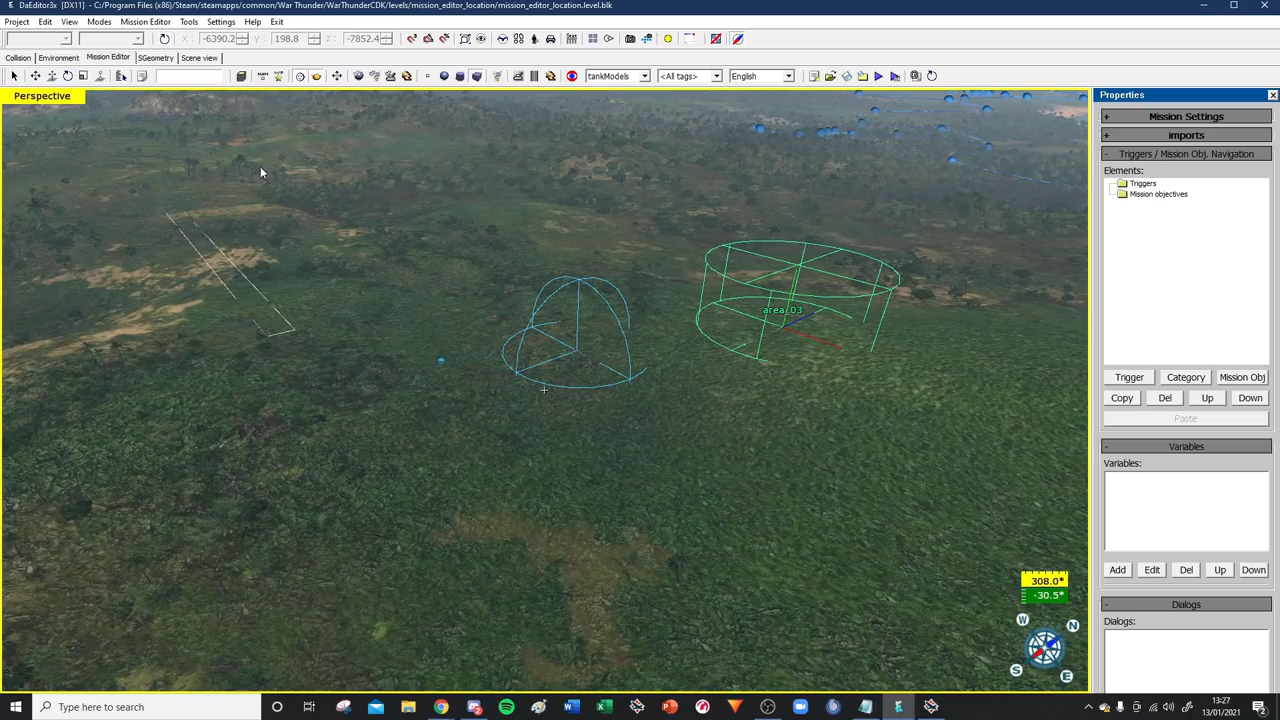 DaEditor3x [DX11] - C:/Program Files (x86)/Steam/steamapps/common/War Thunder/WarThunderCDK/levels/mission_editor_location/mission_editor_location.level.blk
Project Edit View Modes Mission Editor Tools Settings Help Exit
X: -6390.2 Y: 198.8 Z: -7852.4
Collision Environment Mission Editor SGeometry Scene view
tankModels <All tags> English
Perspective
Properties
+ Mission Settings
+ imports
- Triggers / Mission Obj. Navigation
Elements:
Triggers
Mission objectives
area_03
Trigger Category Mission Obj
Copy Del Up Down
Paste
- Variables
Variables:
Add Edit Del Up Down
308.0°
-30.5°
- Dialogs
Dialogs:
W N
S E
Type here to search
13:27
13/01/2021